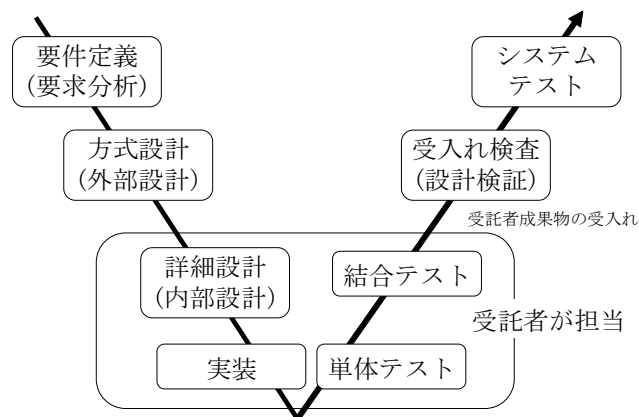 要件定義
(要求分析)
システム
テスト
方式設計
(外部設計)
受入れ検査
(設計検証)
受託者成果物の受入れ
詳細設計
(内部設計)
結合テスト
受託者が担当
実装
単体テスト